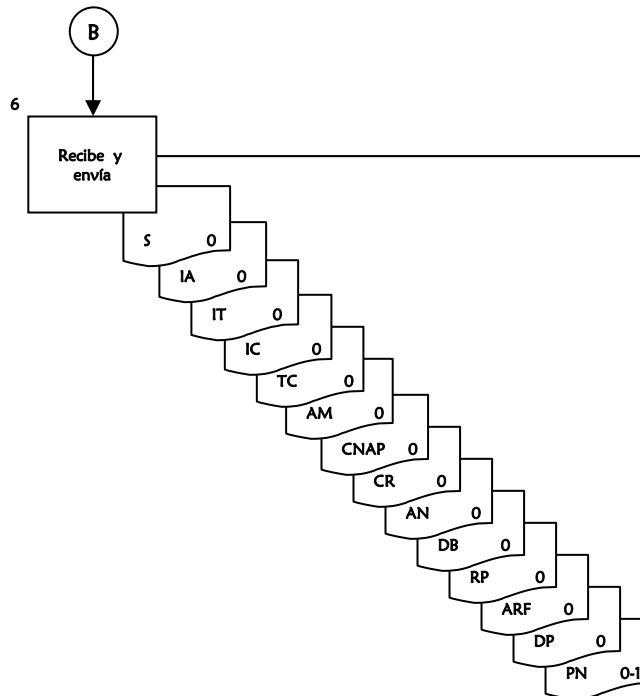 B
6
Recibe y
envía
S 0
IA 0
IT 0
IC 0
TC 0
AM 0
CNAP 0
CR 0
AN 0
DB 0
RP 0
ARF 0
DP 0
PN 0-1